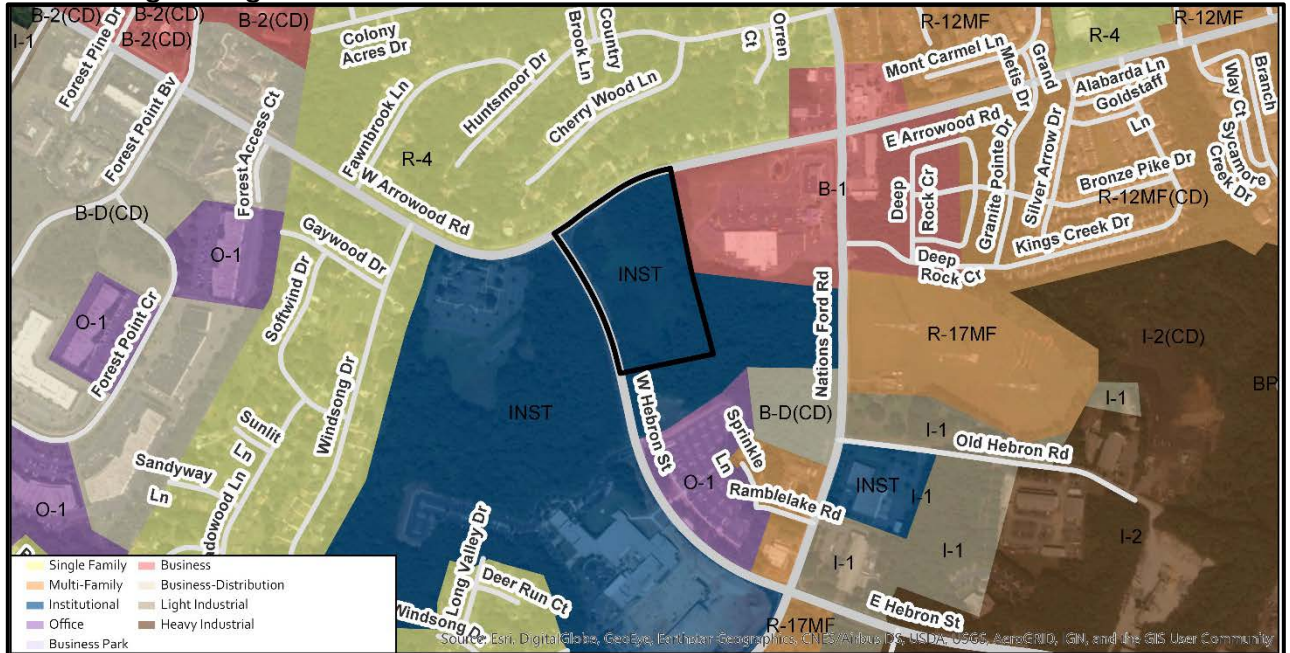 B-2(CD)
B-2(CD)
B-2(CD)
I-1
Forest Pine Dr
Forest Point Bv
Forest Access Ct
Colony
Acres Dr
Fawnbrook Ln
Huntsmoor Dr
Brook Ln
Country
Cherry Wood Ln
Orren
Ct
R-4
W Arrowood Rd
R-12MF
Mont Carmel Ln
Metis Dr
Grand
R-4
R-12MF
Alabarda Ln
Goldstaff
Ln
Way Ct
Branch
Sycamore
Creek Dr
E Arrowood Rd
B-1
Deep
Rock Cr
Granite Pointe Dr
Silver Arrow Dr
Bronze Pike Dr
R-12MF(CD)
Kings Creek Dr
Deep
Rock Cr
B-D(CD)
O-1
Gaywood Dr
Softwind Dr
Windsong Dr
O-1
Forest Point Cr
INST
Nations Ford Rd
R-17MF
I-2(CD)
BP
I-1
INST
W Hebron St
B-D(CD)
I-1
Old Hebron Rd
Sunlit
Ln
Sandyway
Ln
adowood Ln
O-1
O-1
Sprinkle
Ln
Ramblelake Rd
INST
I-1
I-1
I-1
I-2
Long Valley Dr
Deer Run Ct
Windsong D
E Hebron St
R-17MF
Single Family
Multi-Family
Institutional
Office
Business Park
Business
Business-Distribution
Light Industrial
Heavy Industrial
Source: Esri, DigitalGlobe, GeoEye, Earthstar Geographics, CNES/Airbus DS, USDA, USGS, AeroGRID, IGN, and the GIS User Community